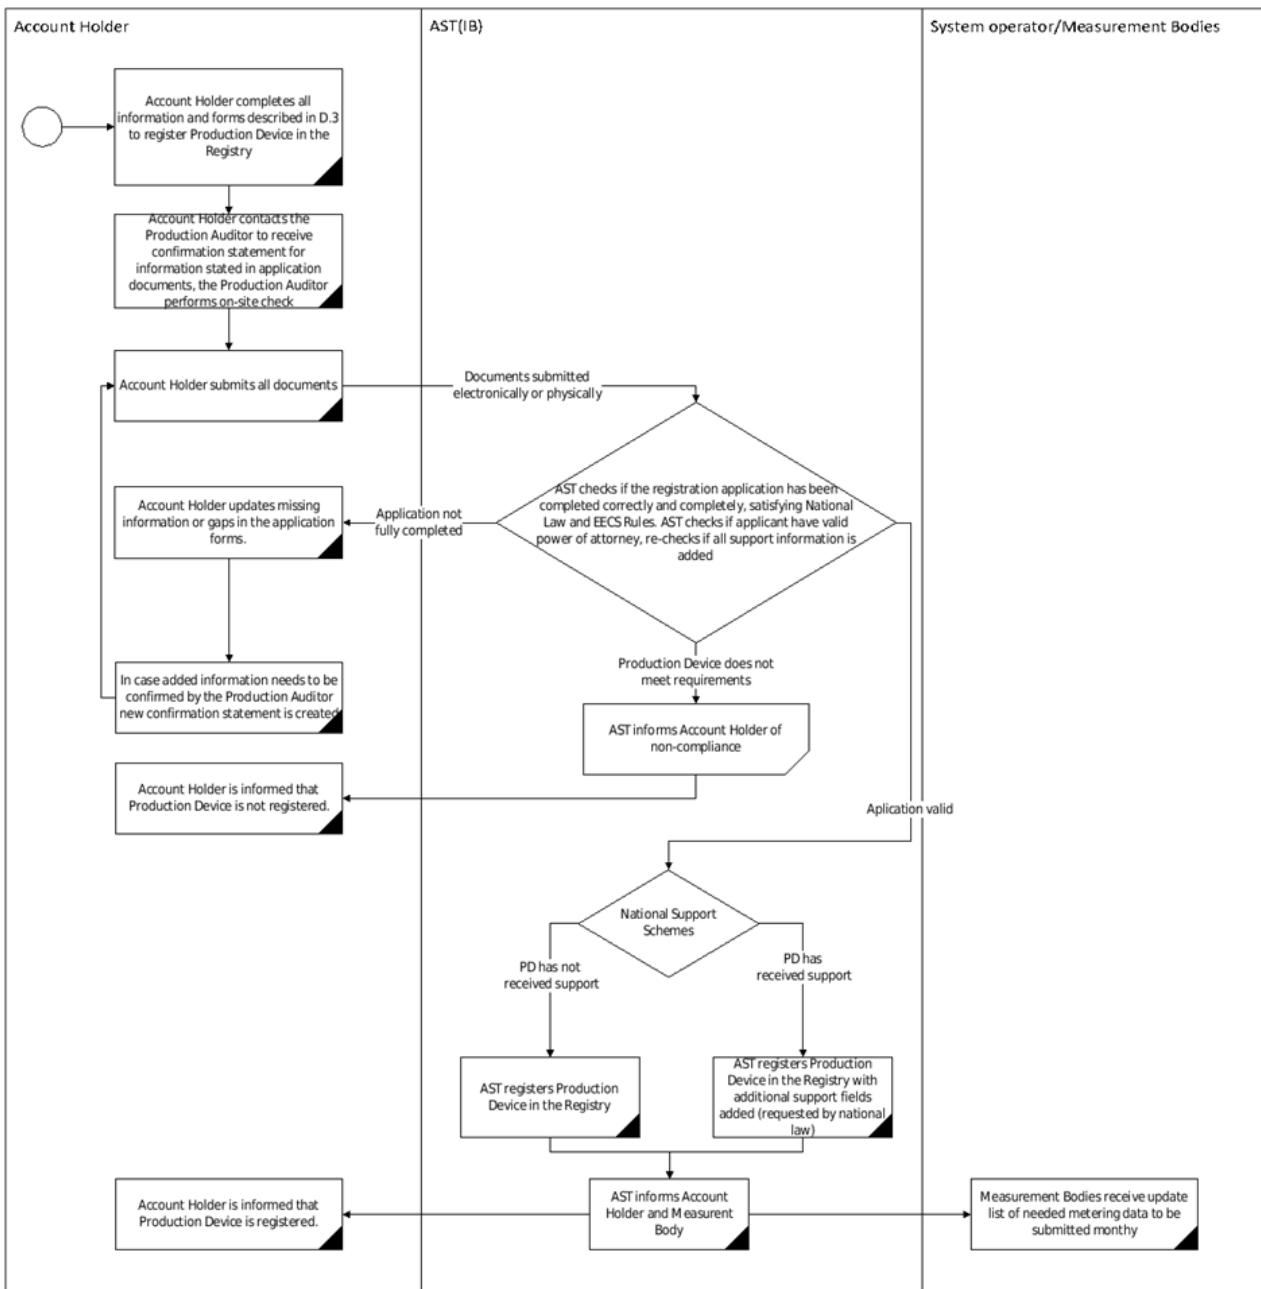 Account Holder
AST(IB)
System operator/Measurement Bodies
Account Holder completes all
information and forms described in D.3
to register Production Device in the
Registry
Account Holder contacts the
Production Auditor to receive
confirmation statement for
information stated in application
documents, the Production Auditor
performs on-site check
Account Holder submits all documents
Documents submitted
electronically or physically
AST checks if the registration application has been
completed correctly and completely, satisfying National
Law and EECS Rules. AST checks if applicant have valid
power of attorney, re-checks if all support information is
added
Application not
fully completed
Account Holder updates missing
information or gaps in the application
forms.
In case added information needs to be
confirmed by the Production Auditor
new confirmation statement is created
Production Device does not
meet requirements
AST informs Account Holder of
non-compliance
Account Holder is informed that
Production Device is not registered.
Aplication valid
National Support
Schemes
PD has not
received support
PD has
received support
AST registers Production
Device in the Registry
AST registers Production
Device in the Registry with
additional support fields
added (requested by national
law)
Account Holder is informed that
Production Device is registered.
AST informs Account
Holder and Measurent
Body
Measurement Bodies receive update
list of needed metering data to be
submitted monthy